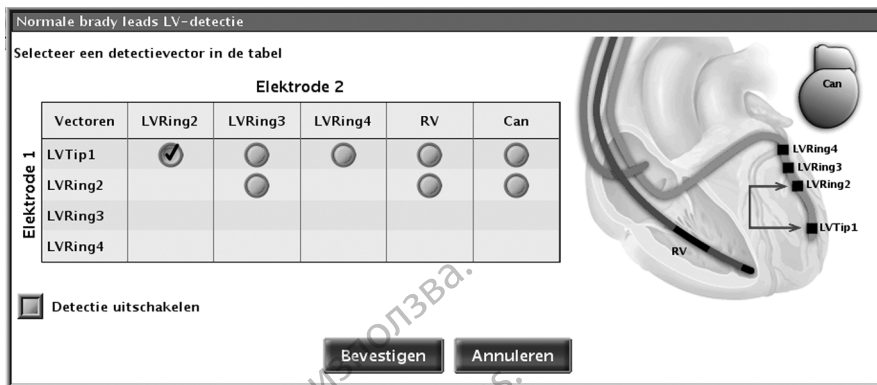 Normale brady leads LV-detectie
Selecteer een detectievector in de tabel
Elektrode 2
Vectoren LVRing2 LVRing3 LVRing4 RV Can
Elektrode 1
LVTip1
LVRing2
LVRing3
LVRing4
Detectie uitschakelen
Bevestigen Annuleren
Can
LVRing4
LVRing3
LVRing2
LVTip1
RV
използва.
s.